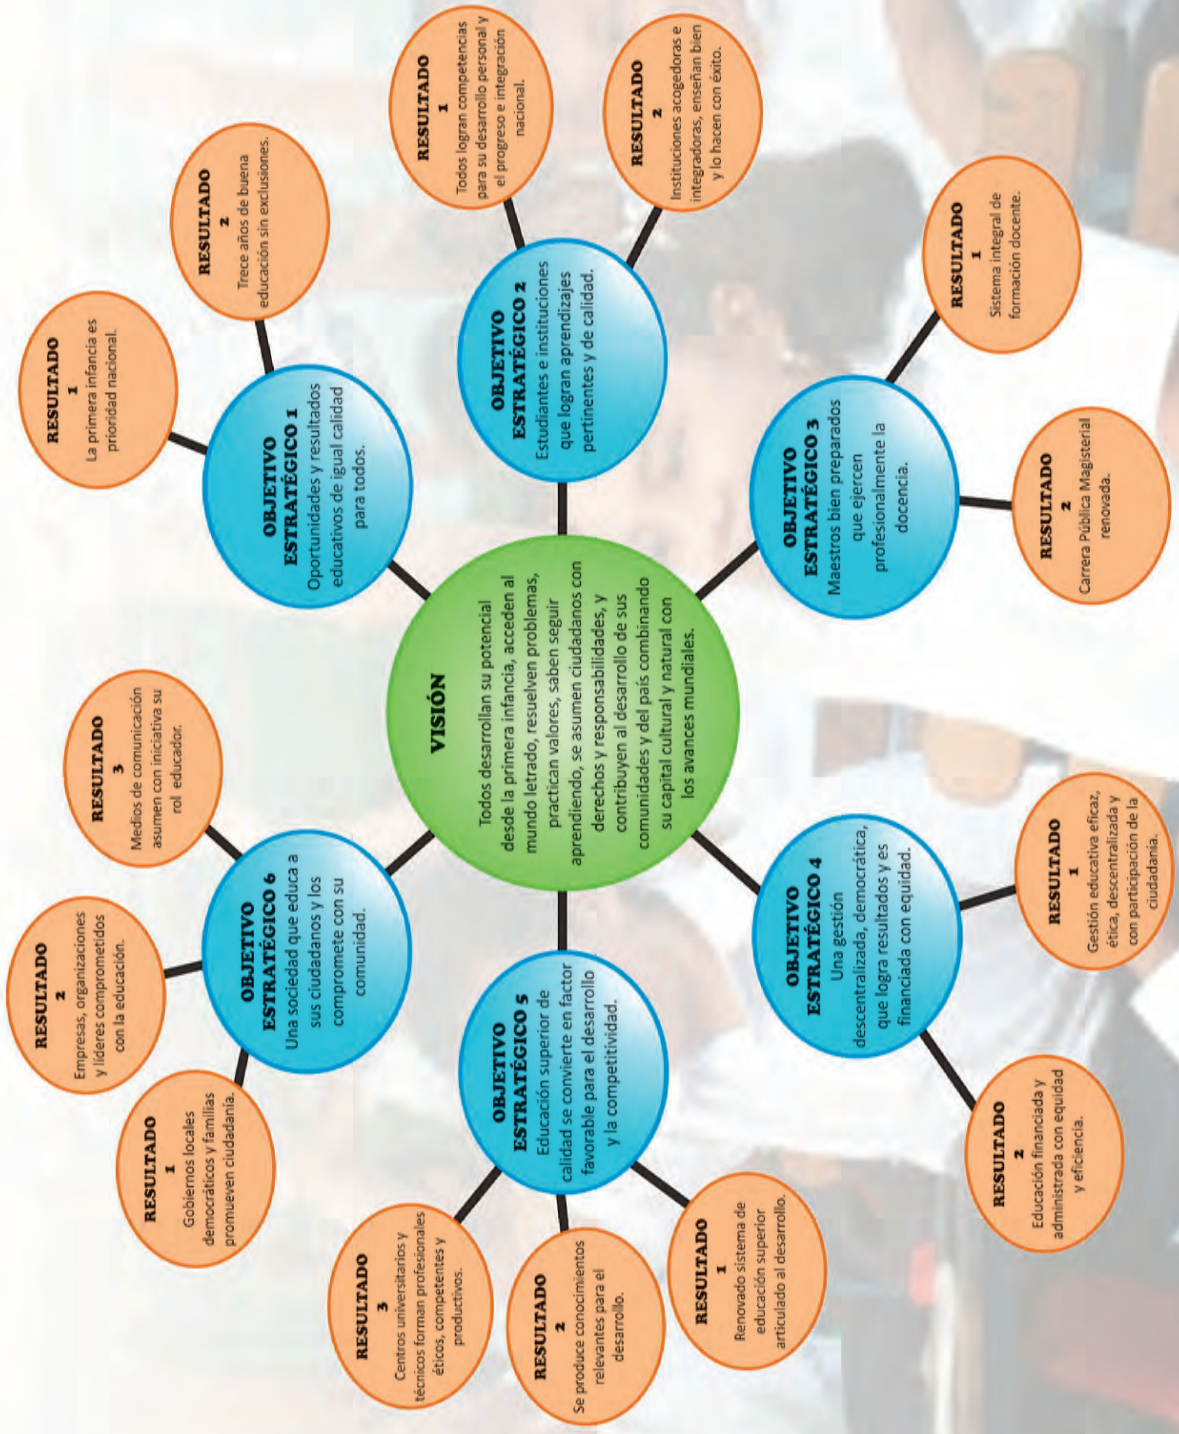 VISIÓN
Todos desarrollan su potencial
desde la primera infancia, acceden al
mundo letrado, resuelven problemas,
practican valores, saben seguir
aprendiendo, se asumen ciudadanos con
derechos y responsabilidades, y
contribuyen al desarrollo de sus
comunidades y del país combinando
su capital cultural y natural con
los avances mundiales.
OBJETIVO
ESTRATÉGICO 1
Oportunidades y resultados
educativos de igual calidad
para todos.
RESULTADO
1
La primera infancia es
prioridad nacional.
RESULTADO
2
Trece años de buena
educación sin exclusiones.
OBJETIVO
ESTRATÉGICO 2
Estudiantes e instituciones
que logran aprendizajes
pertinentes y de calidad.
RESULTADO
1
Todos logran competencias
para su desarrollo personal y
el progreso e integración
nacional.
RESULTADO
2
Instituciones acogedoras e
integradoras, enseñan bien
y lo hacen con éxito.
OBJETIVO
ESTRATÉGICO 3
Maestros bien preparados
que ejercen
profesionalmente la
docencia.
RESULTADO
1
Sistema integral de
formación docente.
RESULTADO
2
Carrera Pública Magisterial
renovada.
OBJETIVO
ESTRATÉGICO 4
Una gestión
descentralizada, democrática,
que logra resultados y es
financiada con equidad.
RESULTADO
1
Gestión educativa eficaz,
ética, descentralizada y
con participación de la
ciudadanía.
RESULTADO
2
Educación financiada y
administrada con equidad
y eficiencia.
OBJETIVO
ESTRATÉGICO 5
Educación superior de
calidad se convierte en factor
favorable para el desarrollo
y la competitividad.
RESULTADO
1
Renovado sistema de
educación superior
articulado al desarrollo.
RESULTADO
2
Se produce conocimientos
relevantes para el
desarrollo.
RESULTADO
3
Centros universitarios y
técnicos forman profesionales
éticos, competentes y
productivos.
OBJETIVO
ESTRATÉGICO 6
Una sociedad que educa a
sus ciudadanos y los
compromete con su
comunidad.
RESULTADO
1
Gobiernos locales
democráticos y familias
promueven ciudadanía.
RESULTADO
2
Empresas, organizaciones
y líderes comprometidos
con la educación.
RESULTADO
3
Medios de comunicación
asumen con iniciativa su
rol educador.